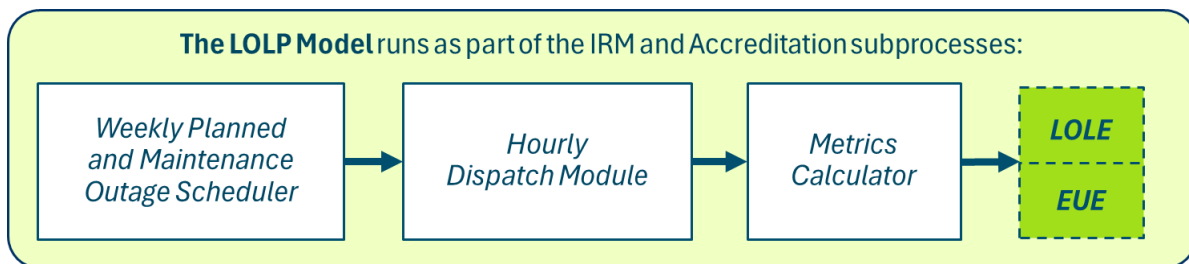 The LOLP Model runs as part of the IRM and Accreditation subprocesses:
Weekly Planned
and Maintenance
Outage Scheduler
Hourly
Dispatch Module
Metrics
Calculator
LOLE
EUE